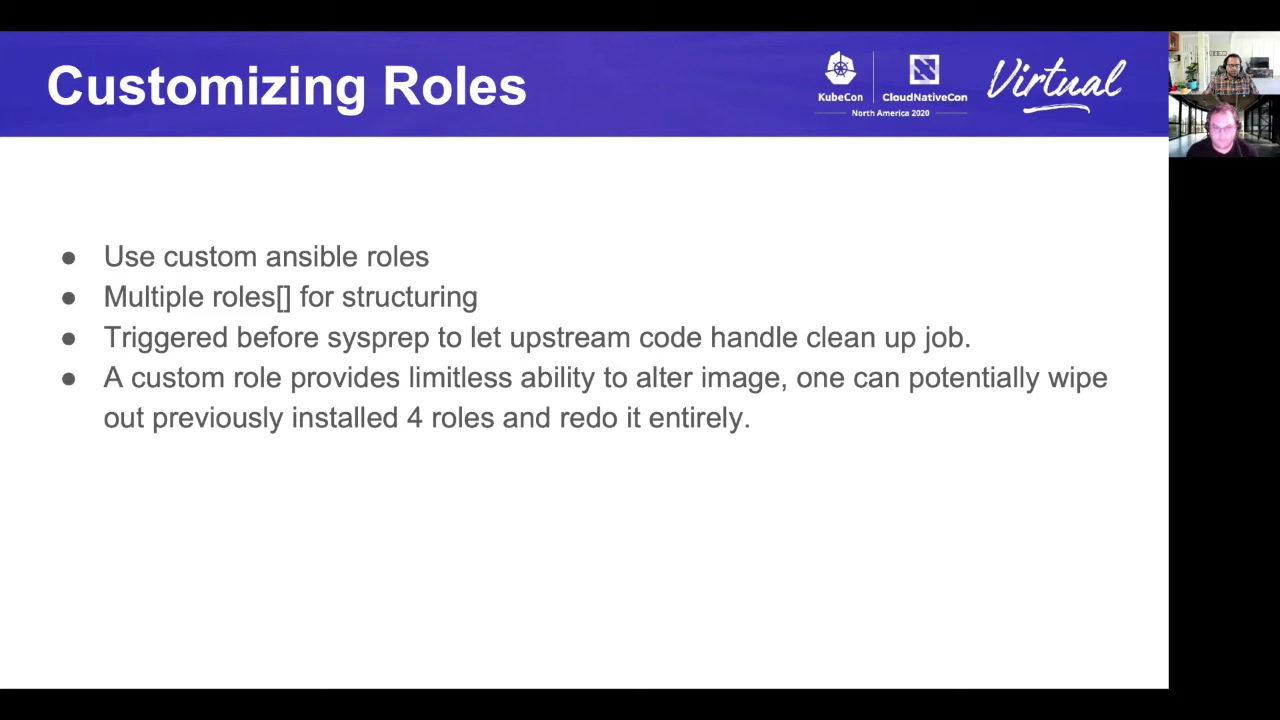 Customizing Roles
KubeCon
CloudNativeCon
North America 2020
Virtual
● Use custom ansible roles
● Multiple roles[] for structuring
● Triggered before sysprep to let upstream code handle clean up job.
● A custom role provides limitless ability to alter image, one can potentially wipe
out previously installed 4 roles and redo it entirely.